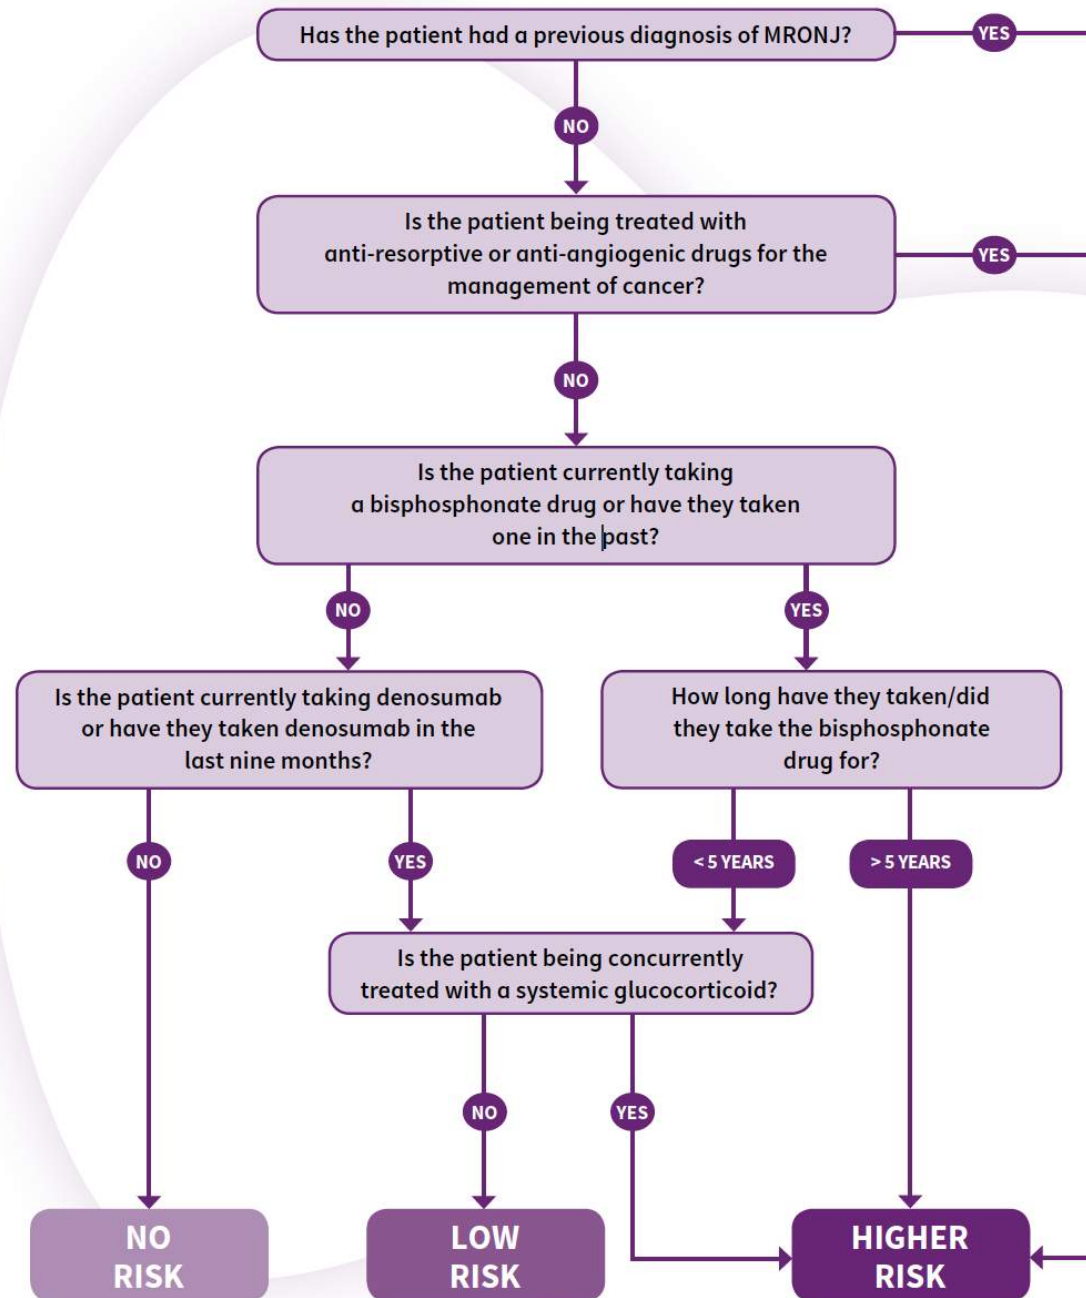 Has the patient had a previous diagnosis of MRONJ?
YES
NO
Is the patient being treated with
anti-resorptive or anti-angiogenic drugs for the
management of cancer?
YES
NO
Is the patient currently taking
a bisphosphonate drug or have they taken
one in the past?
NO
YES
Is the patient currently taking denosumab
or have they taken denosumab in the
last nine months?
How long have they taken/did
they take the bisphosphonate
drug for?
NO
YES
< 5 YEARS
> 5 YEARS
Is the patient being concurrently
treated with a systemic glucocorticoid?
NO
YES
NO
RISK
LOW
RISK
HIGHER
RISK